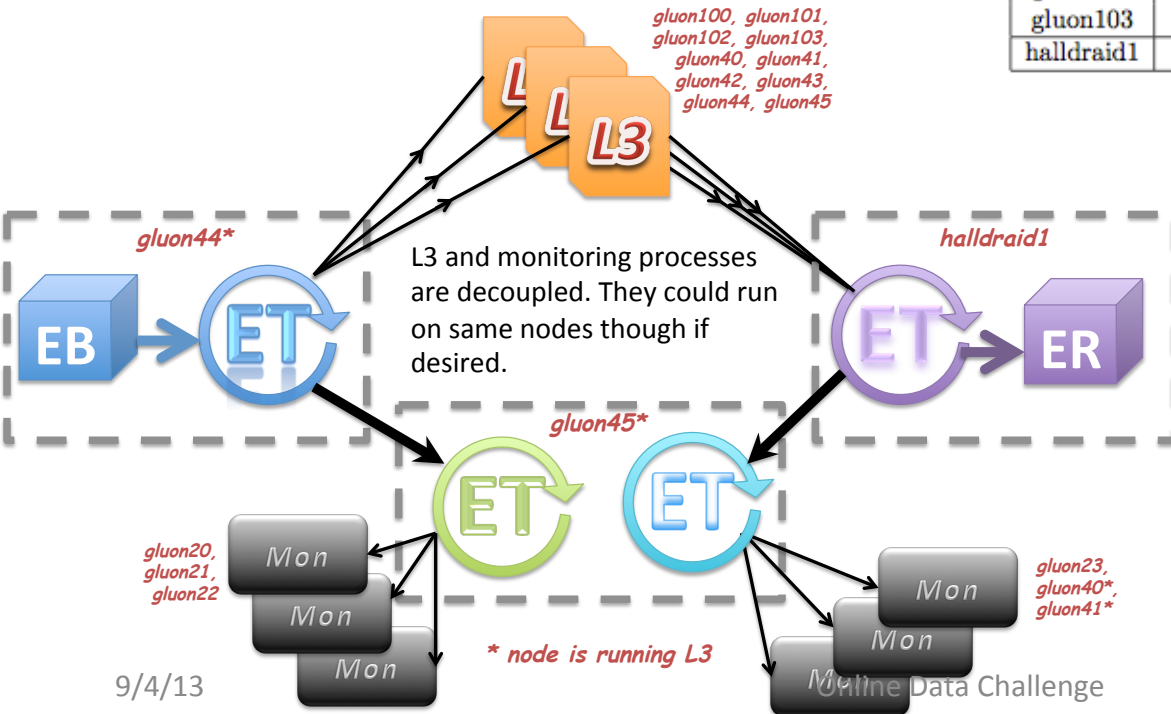 gluon100, gluon101,
gluon102, gluon103,
gluon40, gluon41,
gluon42, gluon43,
gluon44, gluon45
gluon103
halldraid1
L
L
L3
gluon44*
halldraid1
L3 and monitoring processes
are decoupled. They could run
on same nodes though if
desired.
EB
ET
ET
ER
gluon45*
ET
ET
gluon20,
gluon21,
gluon22
Mon
Mon
Mon
gluon23,
gluon40*,
gluon41*
Mon
Mon
Mon
* node is running L3
9/4/13
Online Data Challenge